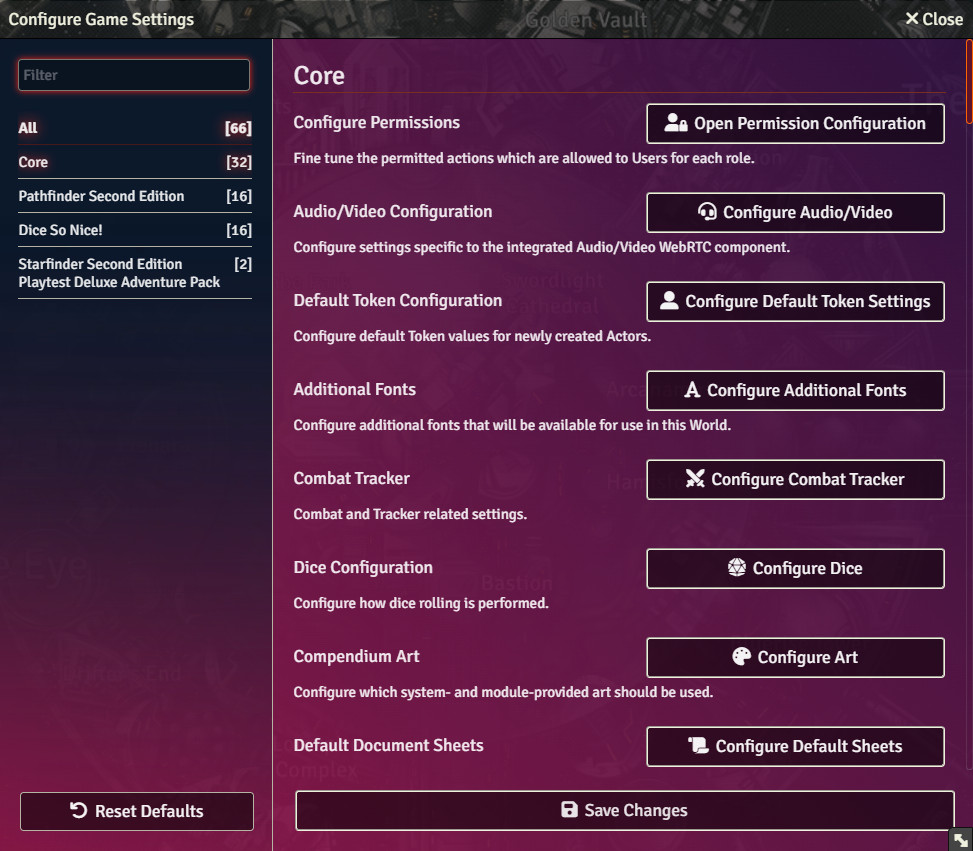 Configure Game Settings
Golden Vault
Close
Filter
All [66]
Core [32]
Pathfinder Second Edition [16]
Dice So Nice! [16]
Starfinder Second Edition [2]
Playtest Deluxe Adventure Pack
Reset Defaults
Core
Configure Permissions
Open Permission Configuration
Fine tune the permitted actions which are allowed to Users for each role.
Audio/Video Configuration
Configure Audio/Video
Configure settings specific to the integrated Audio/Video WebRTC component.
Default Token Configuration
Configure Default Token Settings
Configure default Token values for newly created Actors.
Additional Fonts
Configure Additional Fonts
Configure additional fonts that will be available for use in this World.
Combat Tracker
Configure Combat Tracker
Combat and Tracker related settings.
Dice Configuration
Configure Dice
Bastion
Configure how dice rolling is performed.
Compendium Art
Configure Art
Configure which system- and module-provided art should be used.
Default Document Sheets
Configure Default Sheets
Complex
Save Changes